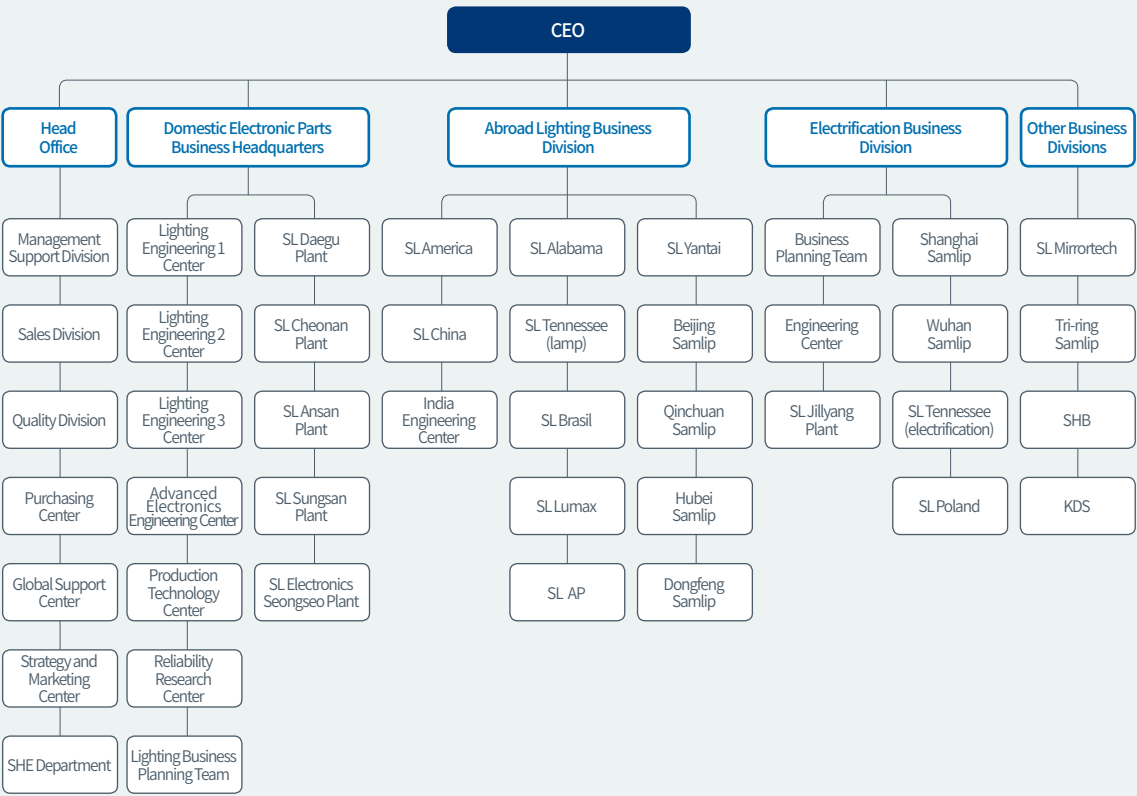 CEO
Head
Office
Domestic Electronic Parts
Business Headquarters
Abroad Lighting Business
Division
Electrification Business
Division
Other Business
Divisions
Management
Support Division
Sales Division
Quality Division
Purchasing
Center
Global Support
Center
Strategy and
Marketing
Center
SHE Department
Lighting
Engineering 1
Center
Lighting
Engineering 2
Center
Lighting
Engineering 3
Center
Advanced
Electronics
Engineering Center
Production
Technology
Center
Reliability
Research
Center
Lighting Business
Planning Team
SL Daegu
Plant
SL Cheonan
Plant
SL Ansan
Plant
SL Sungsan
Plant
SL Electronics
Seongseo Plant
SL America
SL China
India
Engineering
Center
SL Alabama
SL Tennessee
(lamp)
SL Brasil
SL Lumax
SL AP
SL Yantai
Beijing
Samlip
Qinchuan
Samlip
Hubei
Samlip
Dongfeng
Samlip
Business
Planning Team
Engineering
Center
SL Jillyang
Plant
Shanghai
Samlip
Wuhan
Samlip
SL Tennessee
(electrification)
SL Poland
SL Mirrortech
Tri-ring
Samlip
SHB
KDS